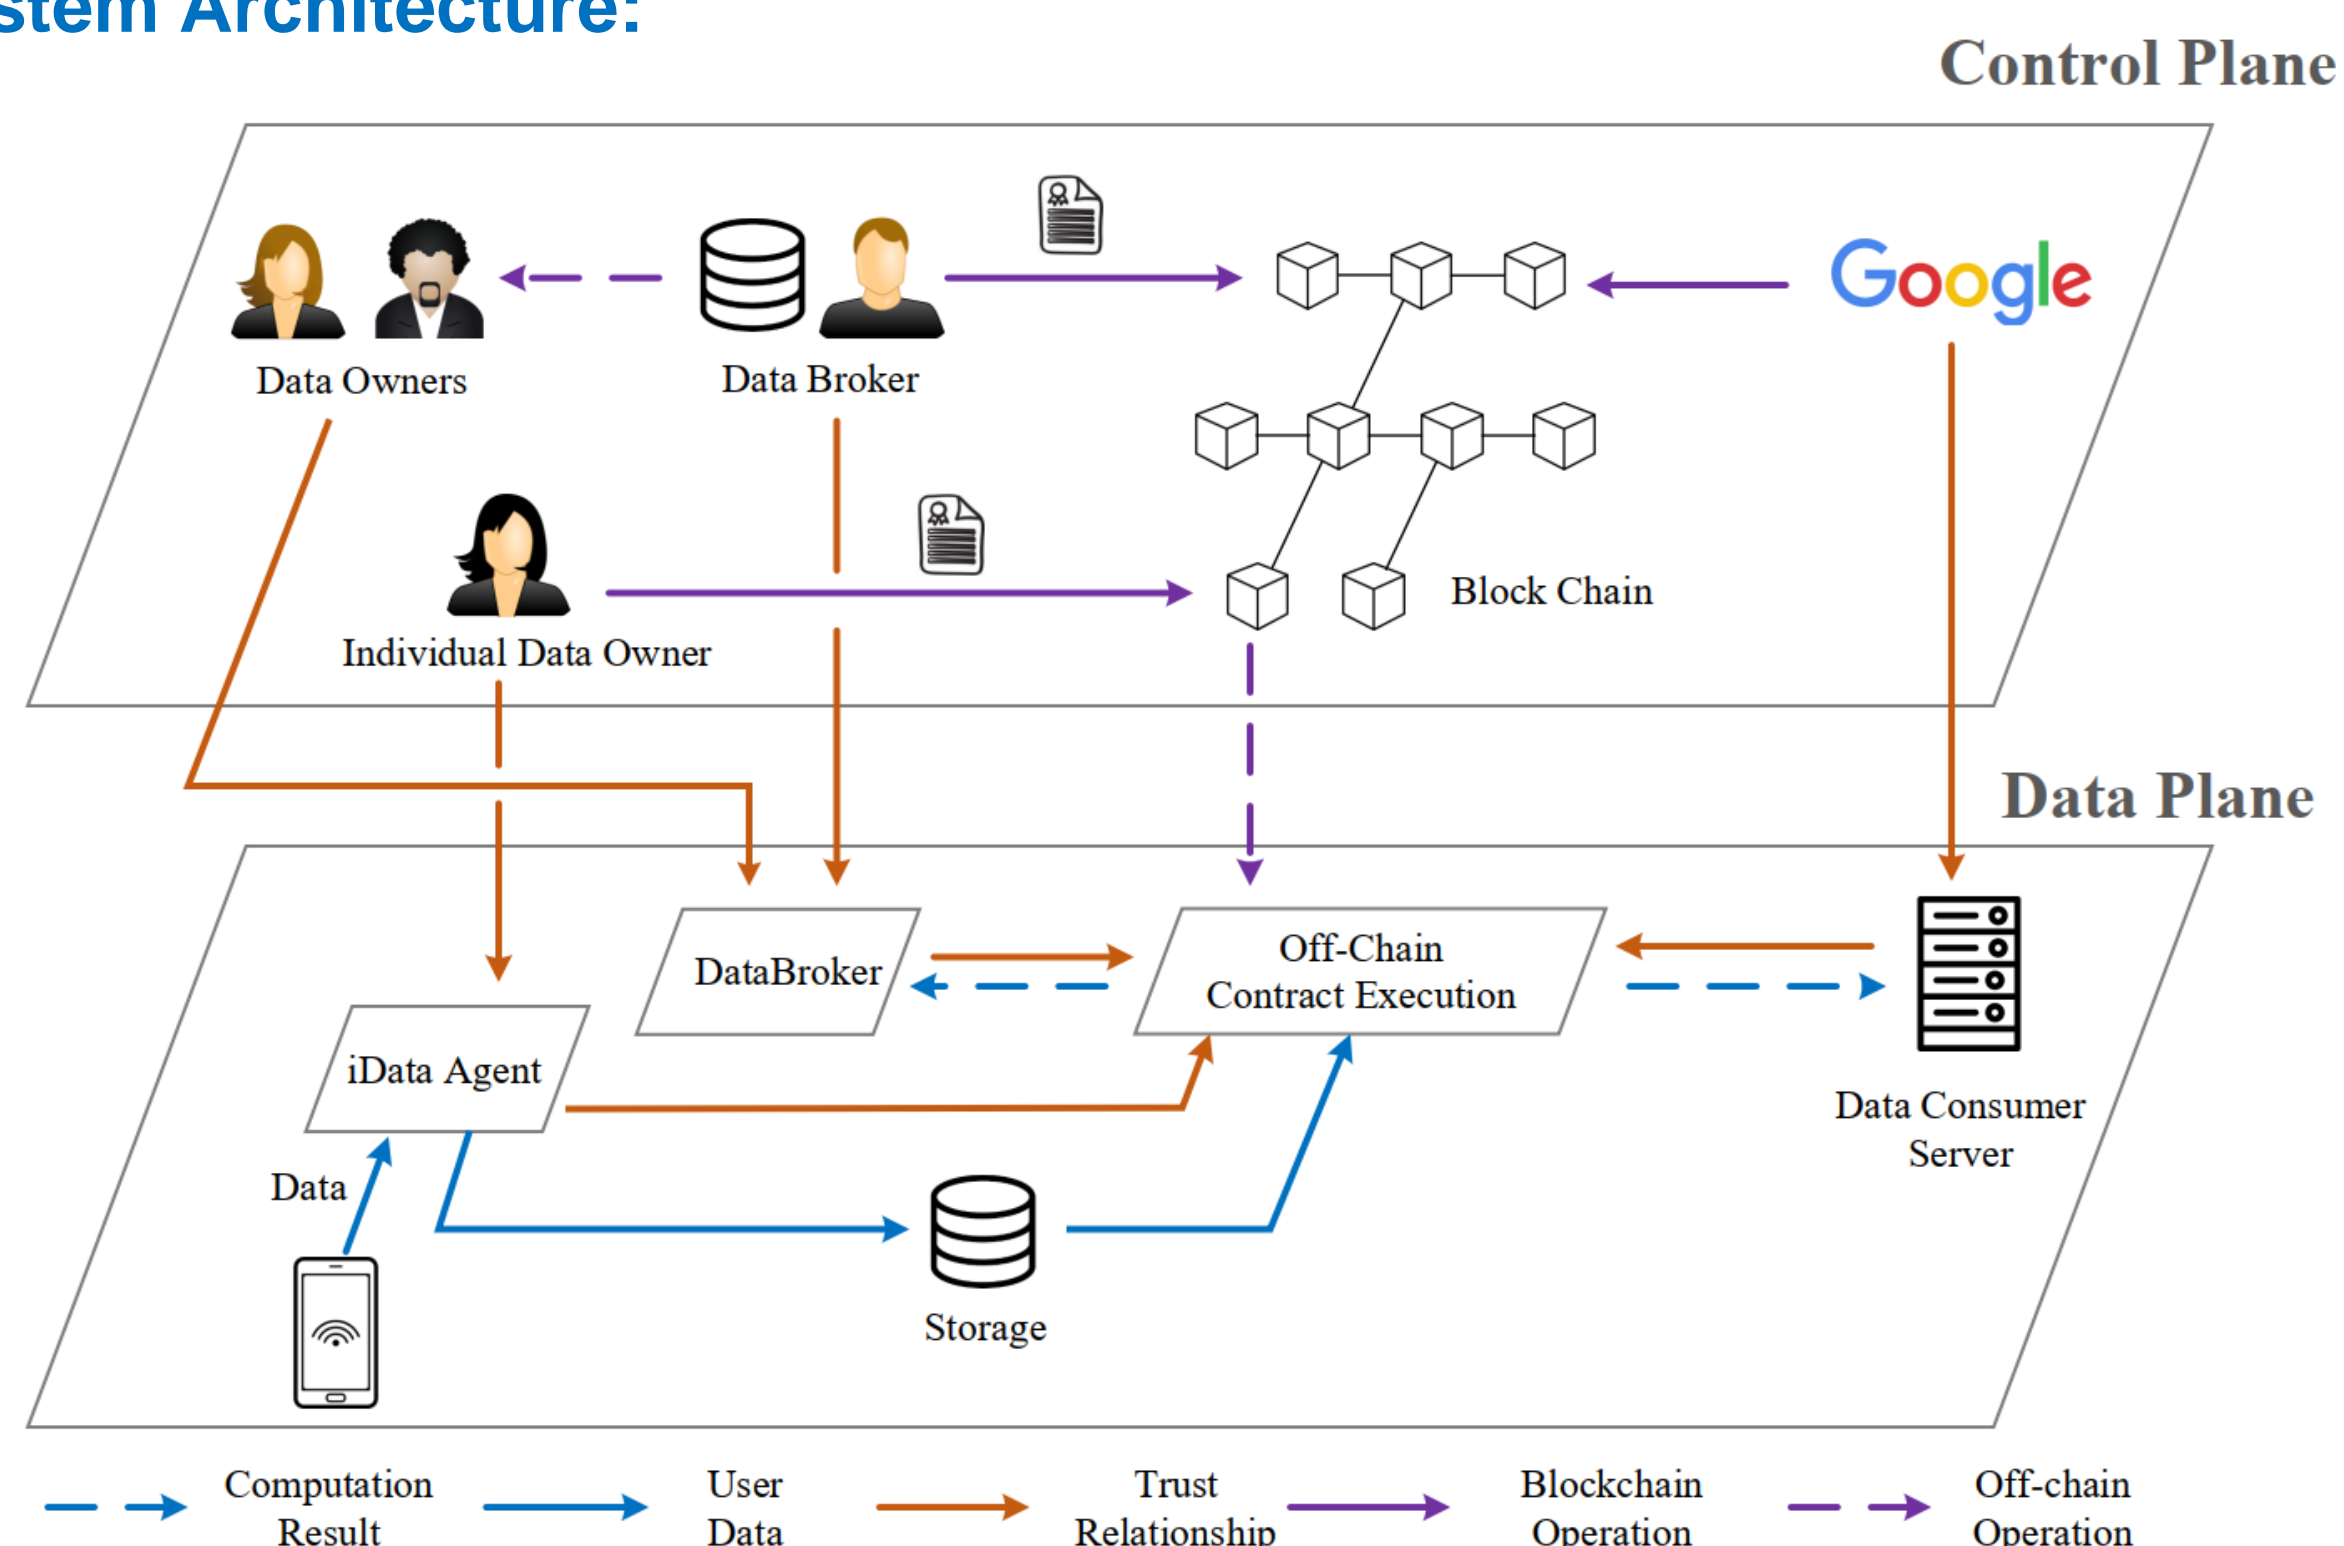 stem Architecture:
Control Plane
Google
Data Owners
Data Broker
Individual Data Owner
Block Chain
Data Plane
DataBroker
Off-Chain
Contract Execution
iData Agent
Data
Storage
Data Consumer
Server
Computation
Result
User
Data
Trust
Relationship
Blockchain
Operation
Off-chain
Operation